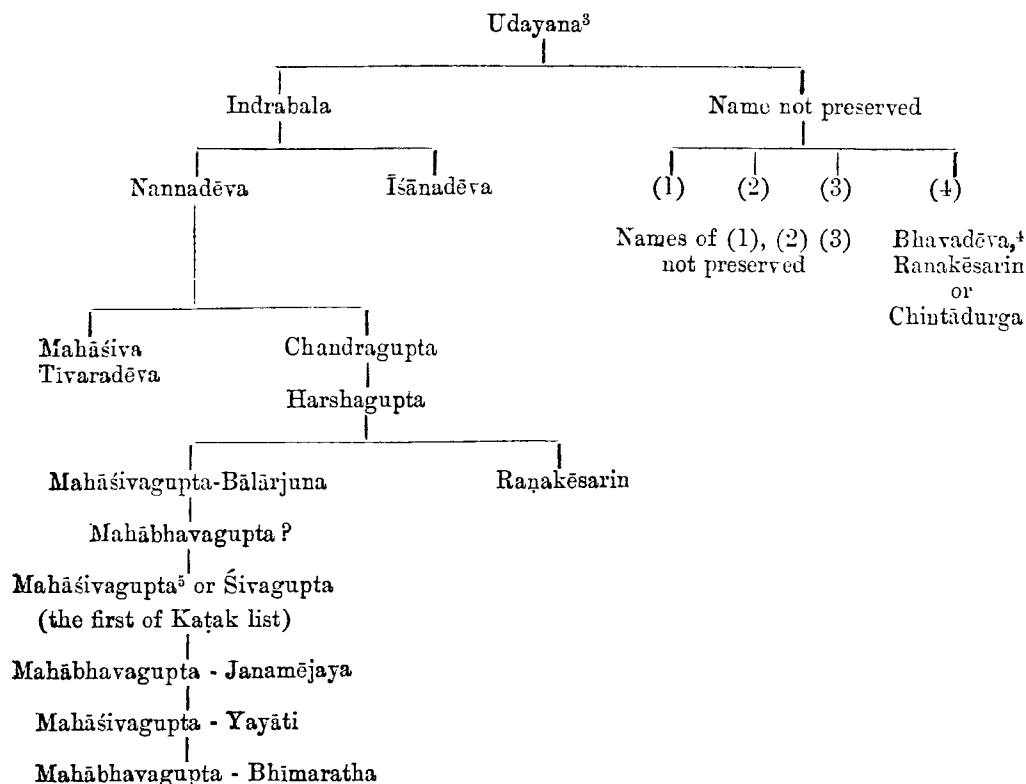 Udayana³
Indrabala Name not preserved
Nannadēva Īśānadēva (1) (2) (3) (4)
Names of (1), (2) (3) Bhavadēva,⁴
not preserved Ranakēsarin
or
Chintādurga
Mahāśiva Chandragupta
Tivaradēva
Harshagupta
Mahāśivagupta-Bālārjuna Raṇakēsarin
Mahābhavagupta ?
Mahāśivagupta⁵ or Śivagupta
(the first of Kaṭak list)
Mahābhavagupta - Janamējaya
Mahāśivagupta - Yayāti
Mahābhavagupta - Bhīmaratha